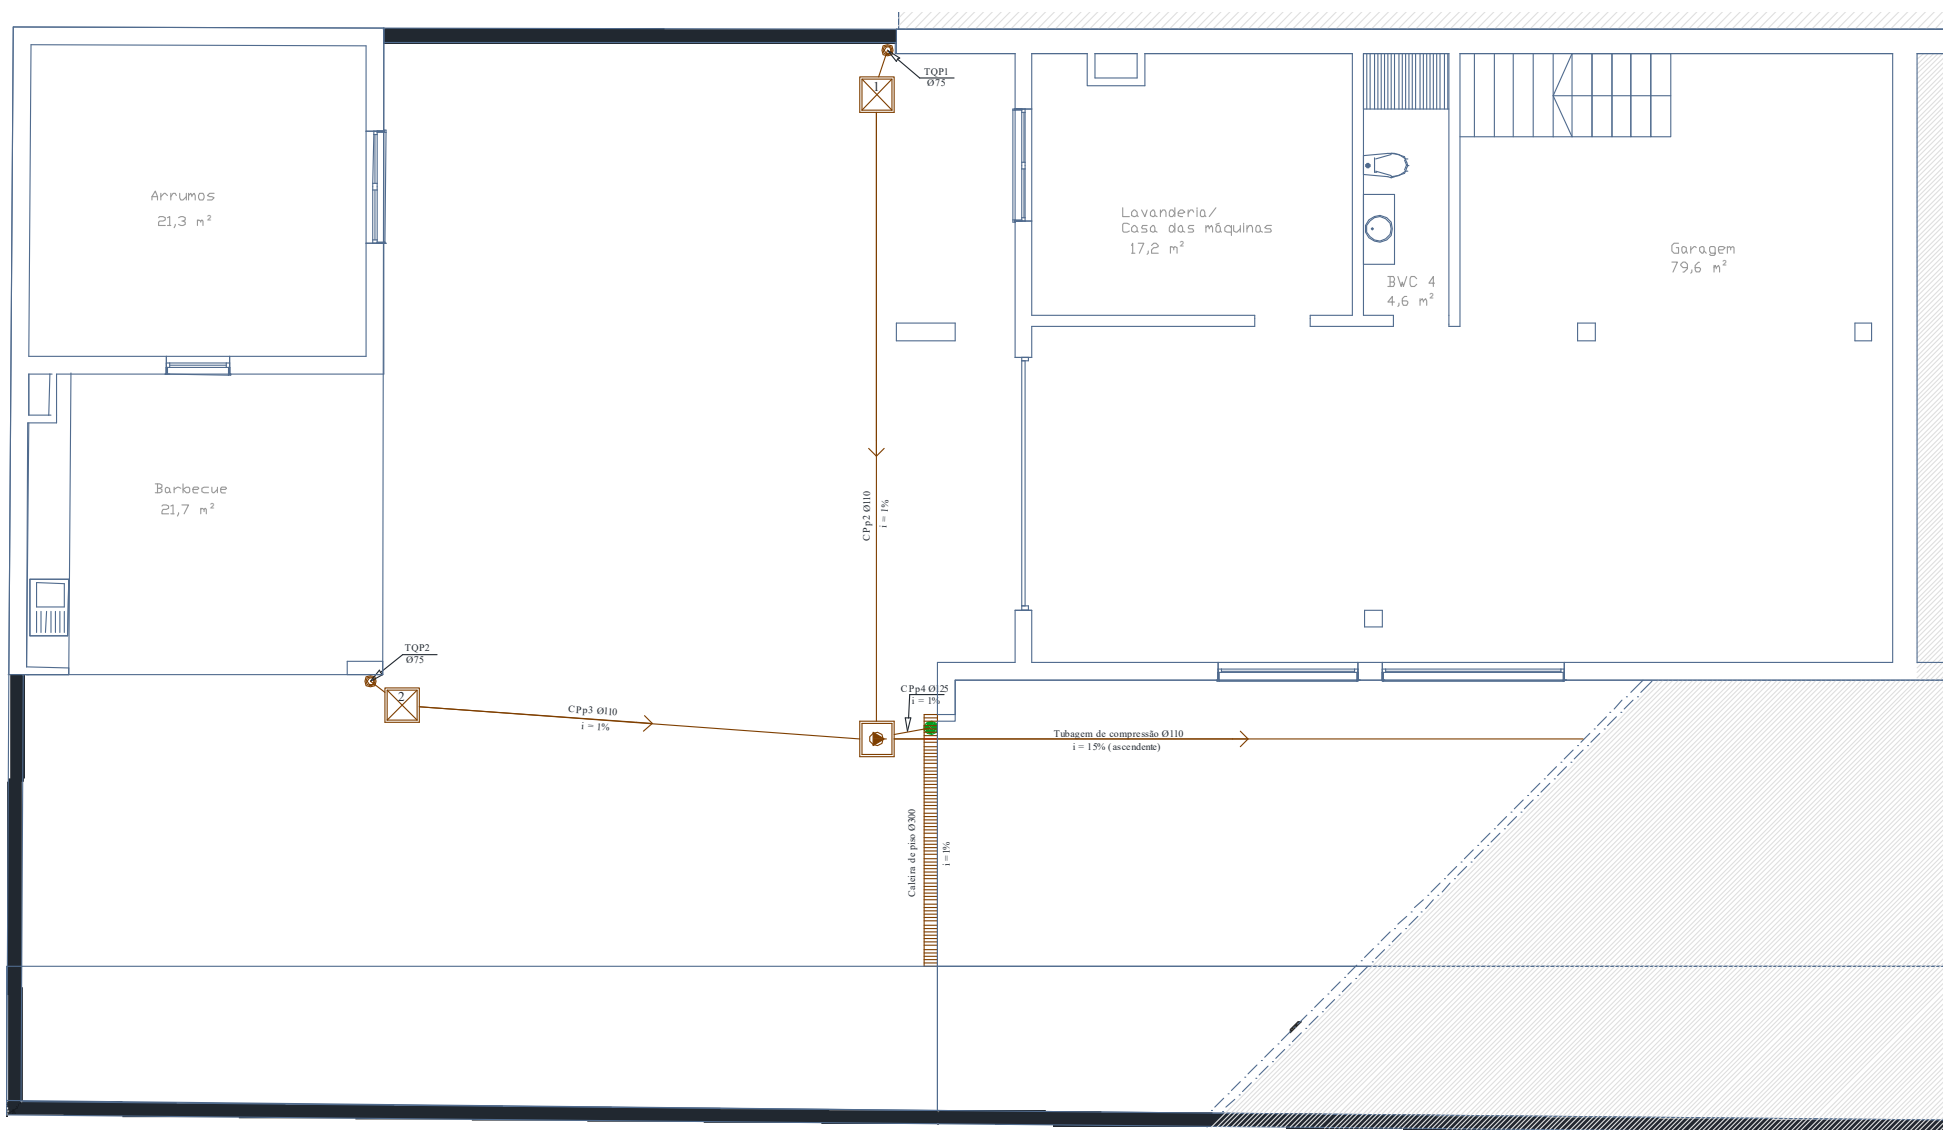 TQP1
Ø75
1
Arrumos
21,3 m²
Lavanderia/
Casa das máquinas
17,2 m²
BWC 4
4,6 m²
Garagem
79,6 m²
Barbecue
21,7 m²
CPp2 Ø110
i = 1%
TQP2
Ø75
2
CPp3 Ø110
i = 1%
CPp4 Ø125
i = 1%
Tubagem de compressão Ø110
i = 15% (ascendente)
Caleira de piso Ø300
i = 1%